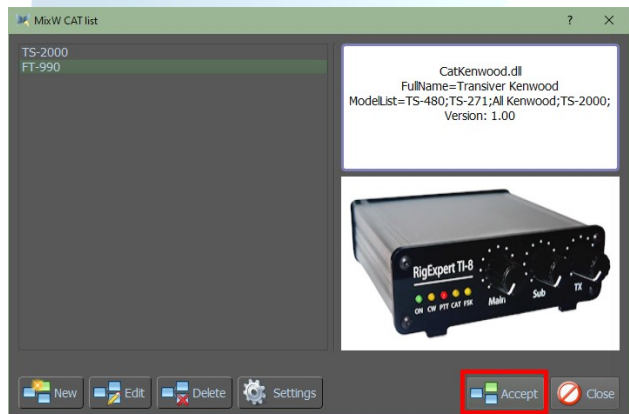 MixW CAT list
TS-2000
FT-990
CatKenwood.dll
FullName=Transiver Kenwood
ModelList=TS-480;TS-271;All Kenwood;TS-2000;
Version: 1.00
RigExpert TI-8
ON CW PTT CAT FSK
Main
Sub
TX
New
Edit
Delete
Settings
Accept
Close